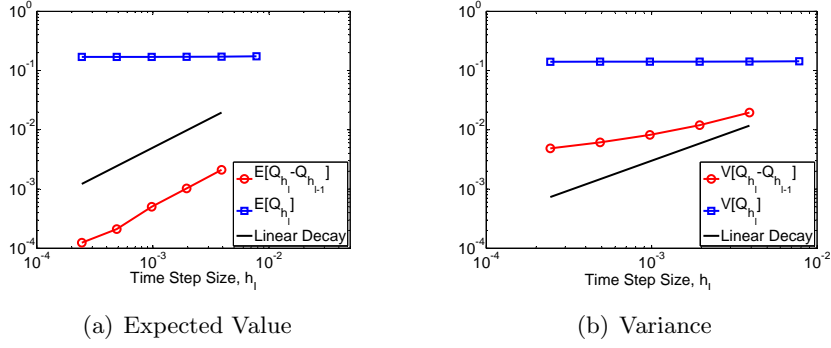 10^0
10^-1
10^-2
10^-3
10^-4
10^-4
10^-3
10^-2
Time Step Size, h_l
E[Q_{h_l}-Q_{h_{l-1}}]
E[Q_{h_l}]
Linear Decay
(a) Expected Value
10^0
10^-1
10^-2
10^-3
10^-4
10^-4
10^-3
10^-2
Time Step Size, h_l
V[Q_{h_l}-Q_{h_{l-1}}]
V[Q_{h_l}]
Linear Decay
(b) Variance